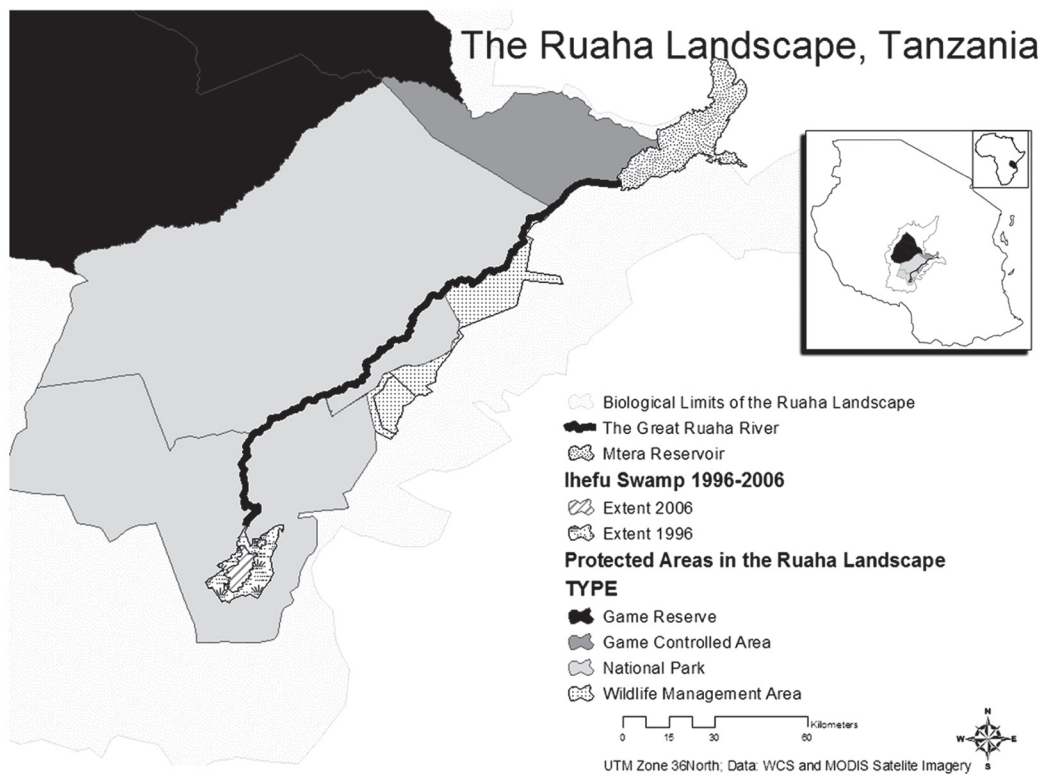 The Ruaha Landscape, Tanzania
Biological Limits of the Ruaha Landscape
The Great Ruaha River
Mtera Reservoir
Ihefu Swamp 1996-2006
Extent 2006
Extent 1996
Protected Areas in the Ruaha Landscape
TYPE
Game Reserve
Game Controlled Area
National Park
Wildlife Management Area
Kilometers
0 15 30 60
N
W E
S
UTM Zone 36North; Data: WCS and MODIS Satelite Imagery